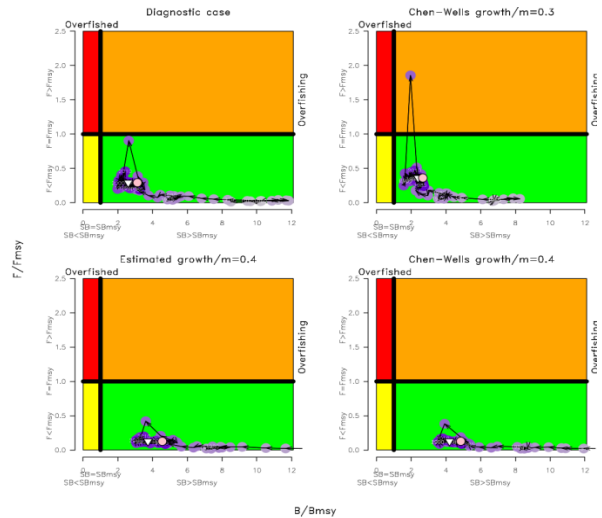 Diagnostic case
Overfished
2.5
2.0
1.5
1.0
0.5
0.0
F>Fmsy
F=Fmsy
F<Fmsy
Overfishing
0 2 4 6 8 10 12
SB=SBmsy
SB<SBmsy SB>SBmsy
Chen-Wells growth/m=0.3
Overfished
2.5
2.0
1.5
1.0
0.5
0.0
F>Fmsy
F=Fmsy
F<Fmsy
Overfishing
0 2 4 6 8 10 12
SB=SBmsy
SB<SBmsy SB>SBmsy
F/Fmsy
Estimated growth/m=0.4
Overfished
2.5
2.0
1.5
1.0
0.5
0.0
F>Fmsy
F=Fmsy
F<Fmsy
Overfishing
0 2 4 6 8 10 12
SB=SBmsy
SB<SBmsy SB>SBmsy
Chen-Wells growth/m=0.4
Overfished
2.5
2.0
1.5
1.0
0.5
0.0
F>Fmsy
F=Fmsy
F<Fmsy
Overfishing
0 2 4 6 8 10 12
SB=SBmsy
SB<SBmsy SB>SBmsy
B/Bmsy